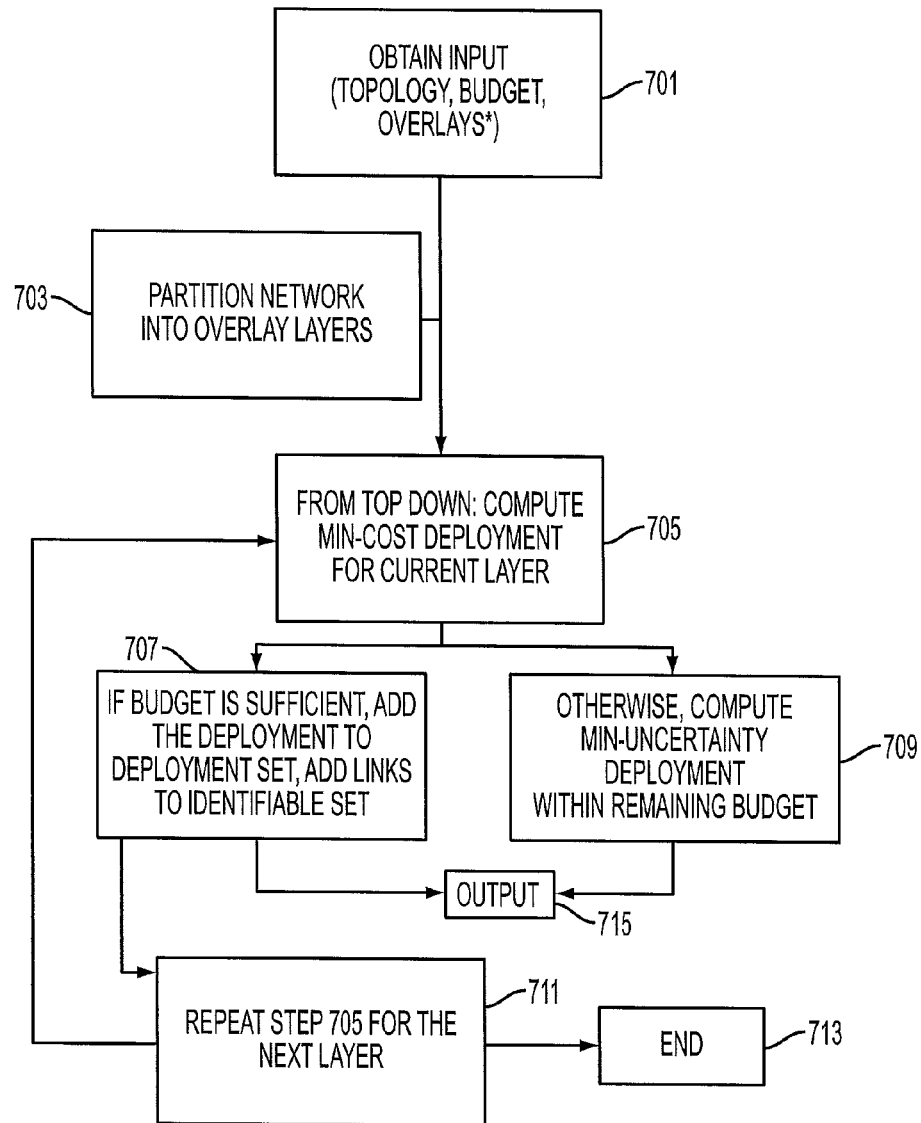 OBTAIN INPUT
(TOPOLOGY, BUDGET,
OVERLAYS*)
701
703
PARTITION NETWORK
INTO OVERLAY LAYERS
FROM TOP DOWN: COMPUTE
MIN-COST DEPLOYMENT
FOR CURRENT LAYER
705
707
IF BUDGET IS SUFFICIENT, ADD
THE DEPLOYMENT TO
DEPLOYMENT SET, ADD LINKS
TO IDENTIFIABLE SET
OTHERWISE, COMPUTE
MIN-UNCERTAINTY
DEPLOYMENT
WITHIN REMAINING BUDGET
709
OUTPUT
715
REPEAT STEP 705 FOR THE
NEXT LAYER
711
END
713